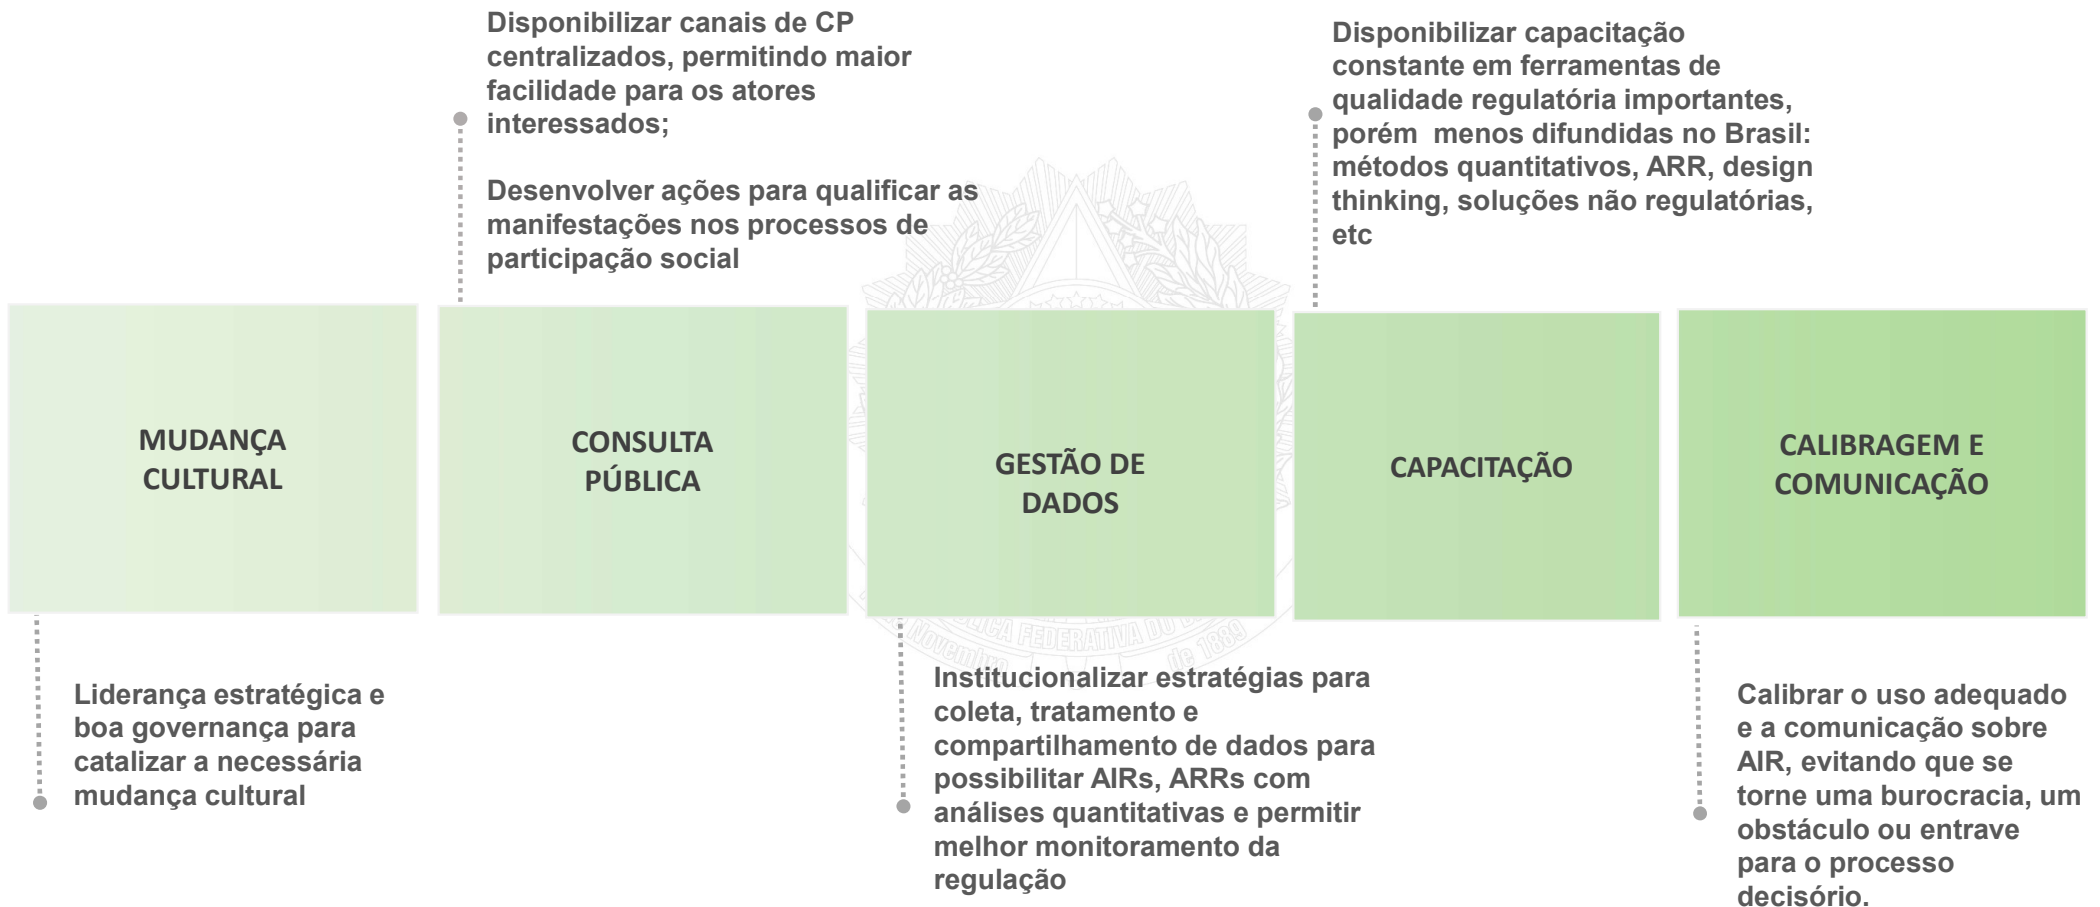 Disponibilizar canais de CP
centralizados, permitindo maior
facilidade para os atores
interessados;
Desenvolver ações para qualificar as
manifestações nos processos de
participação social
Disponibilizar capacitação
constante em ferramentas de
qualidade regulatória importantes,
porém menos difundidas no Brasil:
métodos quantitativos, ARR, design
thinking, soluções não regulatórias,
etc
MUDANÇA
CULTURAL
CONSULTA
PÚBLICA
GESTÃO DE
DADOS
CAPACITAÇÃO
CALIBRAGEM E
COMUNICAÇÃO
Liderança estratégica e
boa governança para
catalizar a necessária
mudança cultural
Institucionalizar estratégias para
coleta, tratamento e
compartilhamento de dados para
possibilitar AIRs, ARRs com
análises quantitativas e permitir
melhor monitoramento da
regulação
Calibrar o uso adequado
e a comunicação sobre
AIR, evitando que se
torne uma burocracia, um
obstáculo ou entrave
para o processo
decisório.
FEDERATIVA DO
Novembro
de 1889